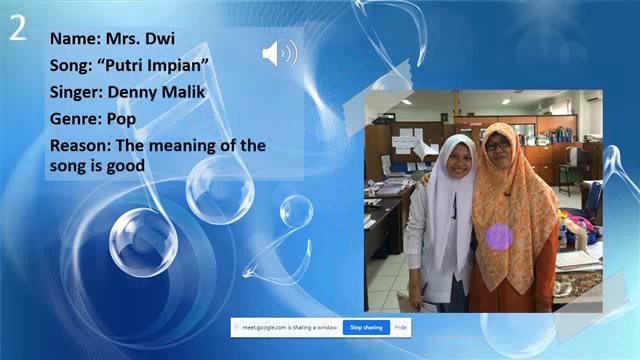 2
Name: Mrs. Dwi
Song: “Putri Impian”
Singer: Denny Malik
Genre: Pop
Reason: The meaning of the
song is good
meet.google.com is sharing a window.
Stop sharing
Hide